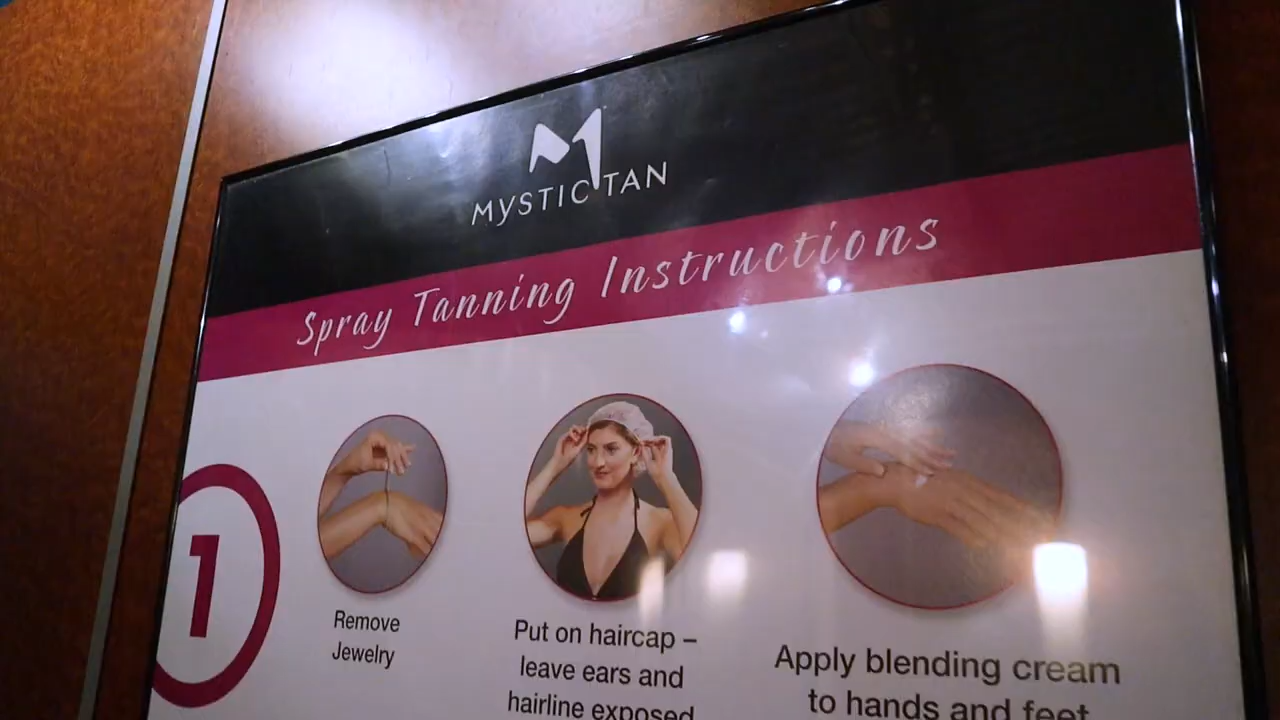 MYSTIC TAN
Spray Tanning Instructions
1
Remove
Jewelry
Put on haircap –
leave ears and
hairline exposed
Apply blending cream
to hands and feet